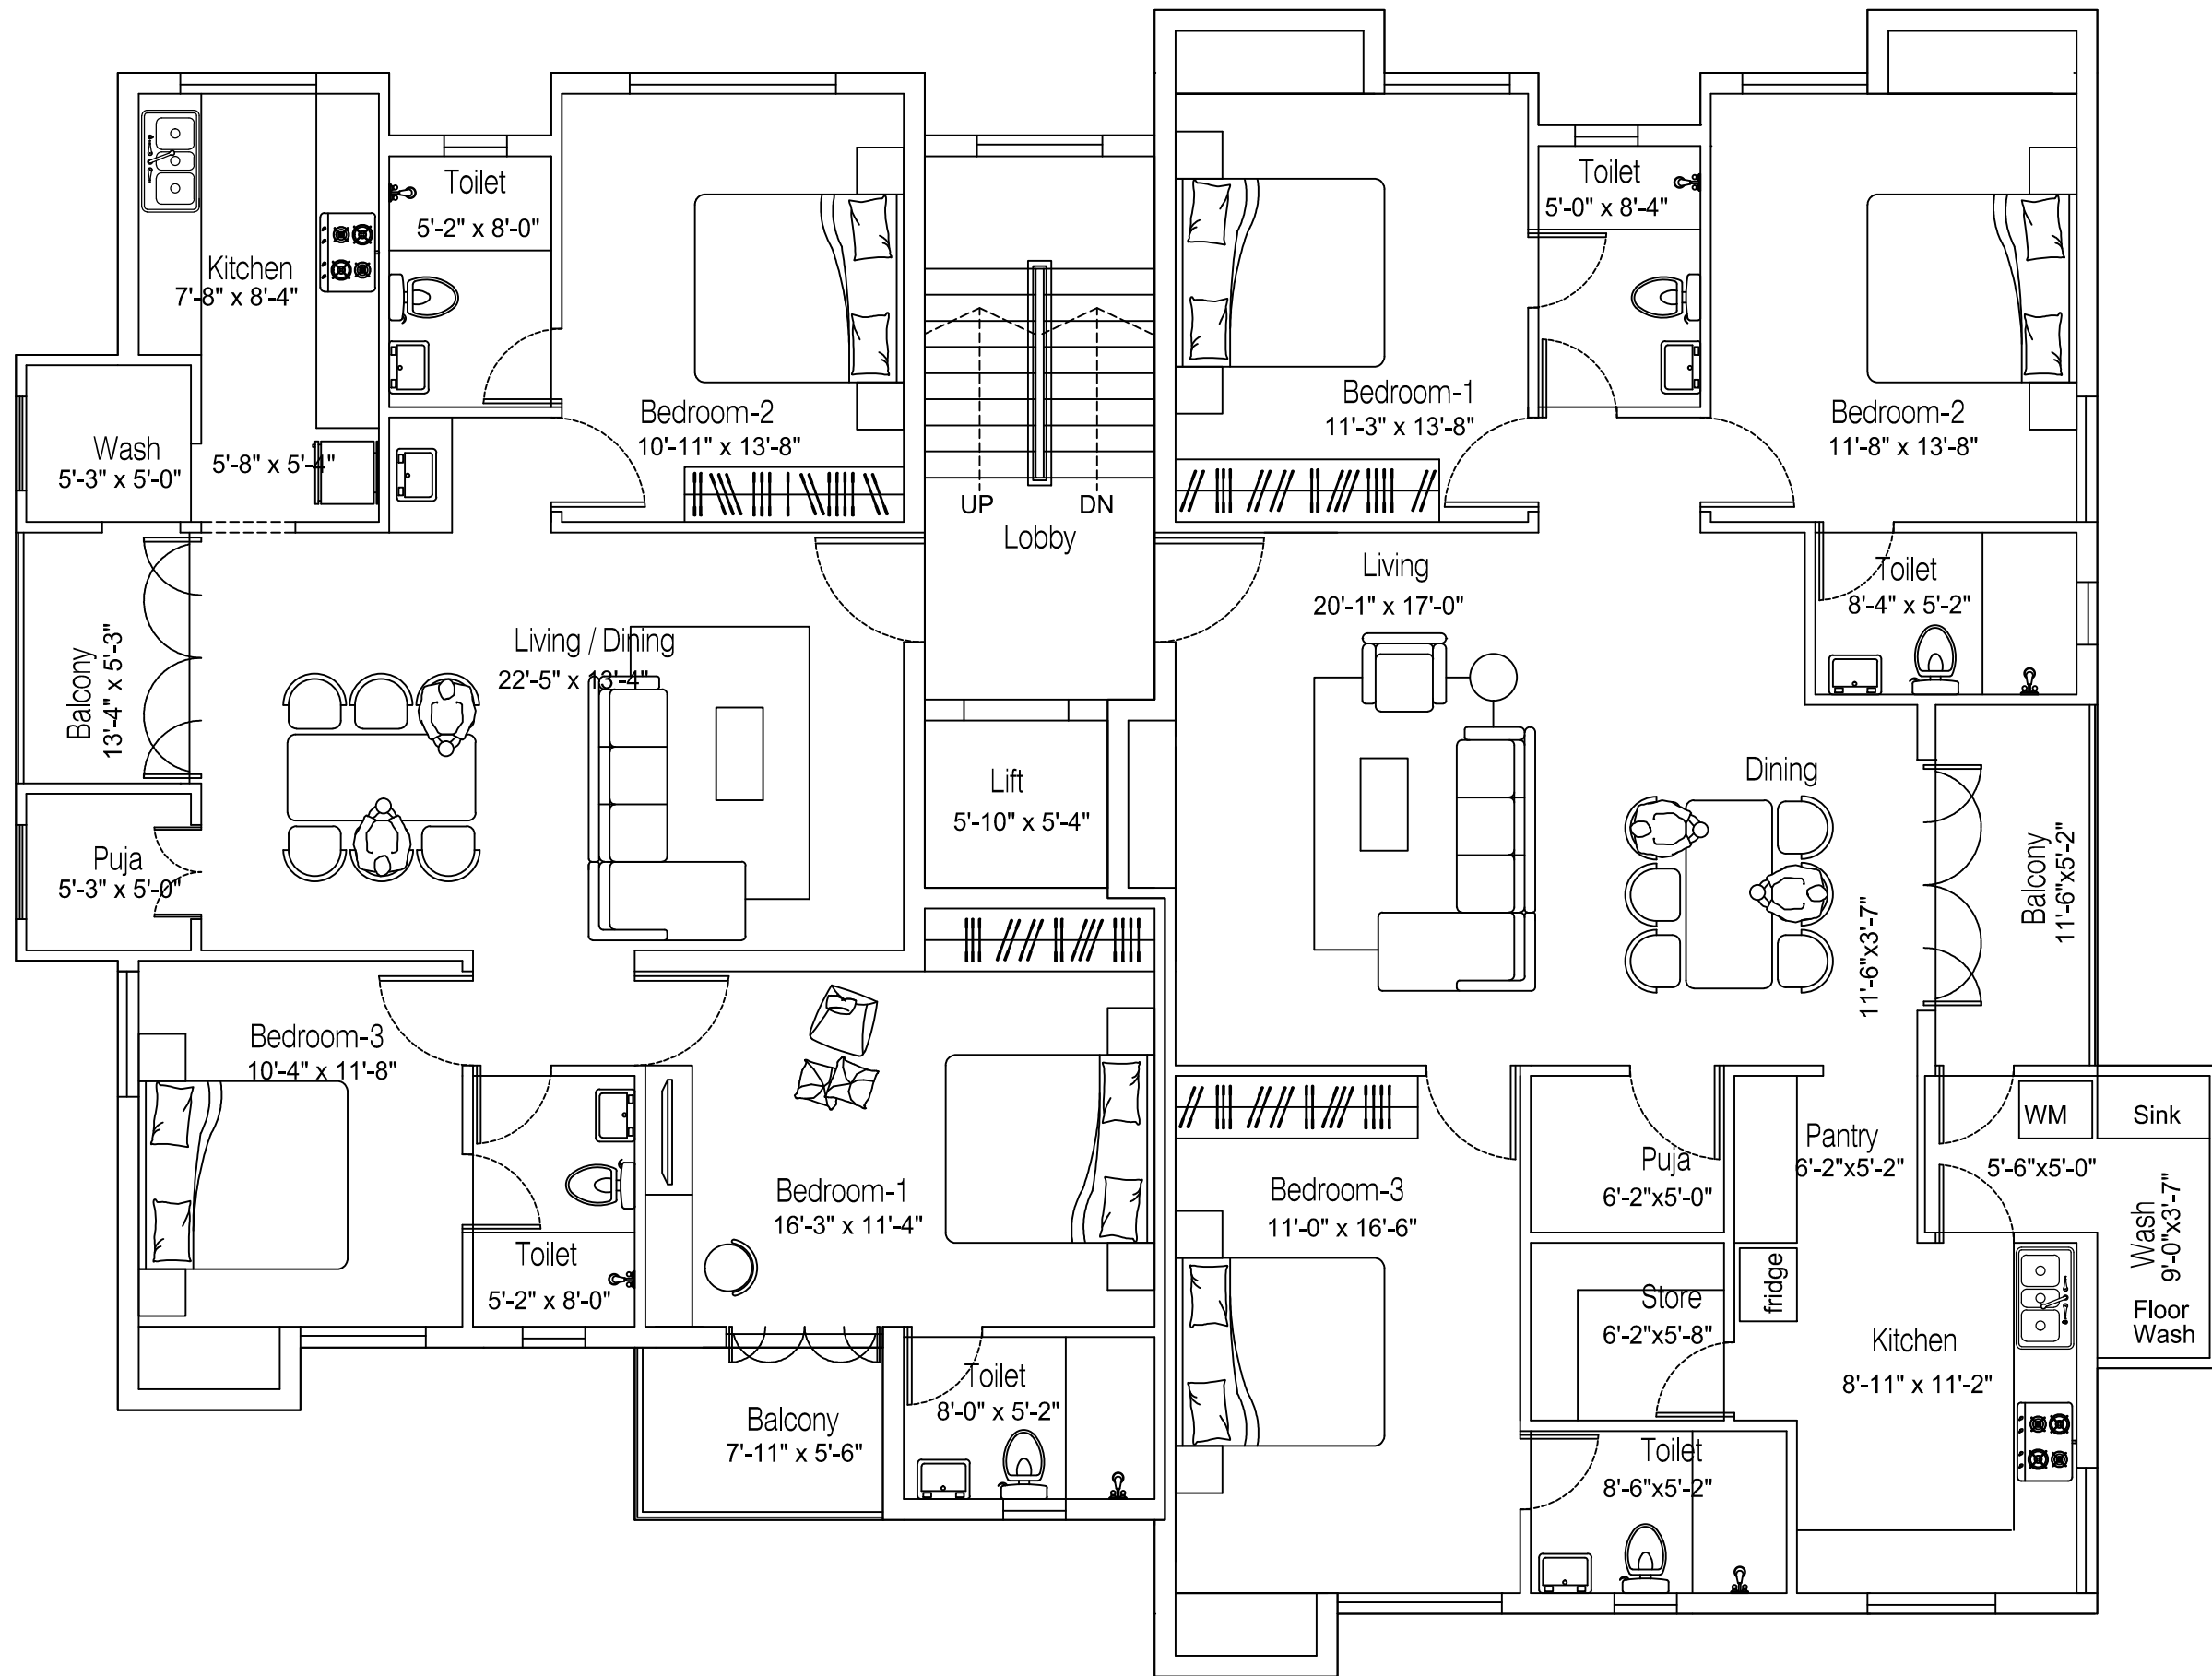 Toilet
5'-2" x 8'-0"
Kitchen
7'-8" x 8'-4"
Bedroom-2
10'-11" x 13'-8"
Wash
5'-3" x 5'-0"
5'-8" x 5'-4"
UP
DN
Lobby
Toilet
5'-0" x 8'-4"
Bedroom-1
11'-3" x 13'-8"
Bedroom-2
11'-8" x 13'-8"
Living / Dining
22'-5" x 13'-4"
Balcony
13'-4" x 5'-3"
Puja
5'-3" x 5'-0"
Lift
5'-10" x 5'-4"
Living
20'-1" x 17'-0"
Toilet
8'-4" x 5'-2"
Dining
11'-6"x3'-7"
Balcony
11'-6"x5'-2"
Bedroom-3
10'-4" x 11'-8"
Toilet
5'-2" x 8'-0"
Bedroom-1
16'-3" x 11'-4"
Balcony
7'-11" x 5'-6"
Toilet
8'-0" x 5'-2"
Bedroom-3
11'-0" x 16'-6"
Puja
6'-2"x5'-0"
Pantry
6'-2"x5'-2"
WM
Sink
5'-6"x5'-0"
Wash
9'-0"x3'-7"
Floor
Wash
Store
6'-2"x5'-8"
fridge
Kitchen
8'-11" x 11'-2"
Toilet
8'-6"x5'-2"